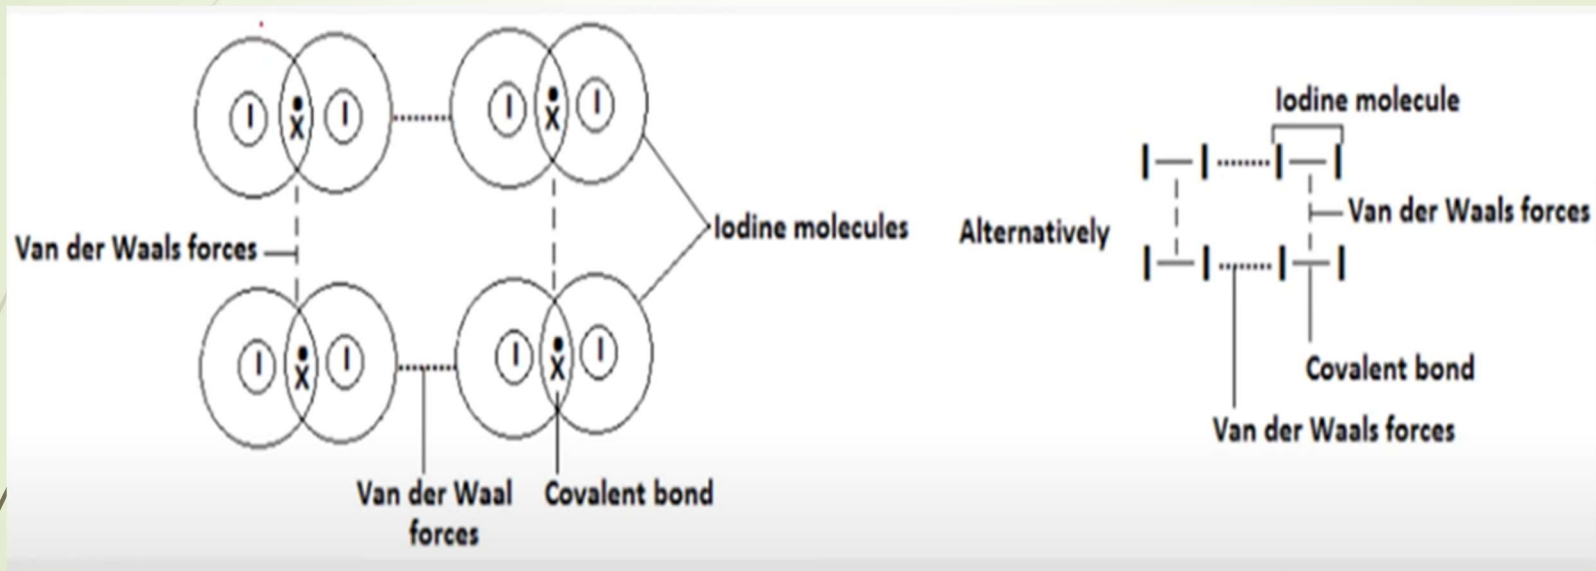 I I I I
Iodine molecule
I I I I
Van der Waals forces
Iodine molecules
Alternatively
Van der Waals forces
I I I I
I I I I
Covalent bond
Van der Waals forces
Van der Waal
forces
Covalent bond